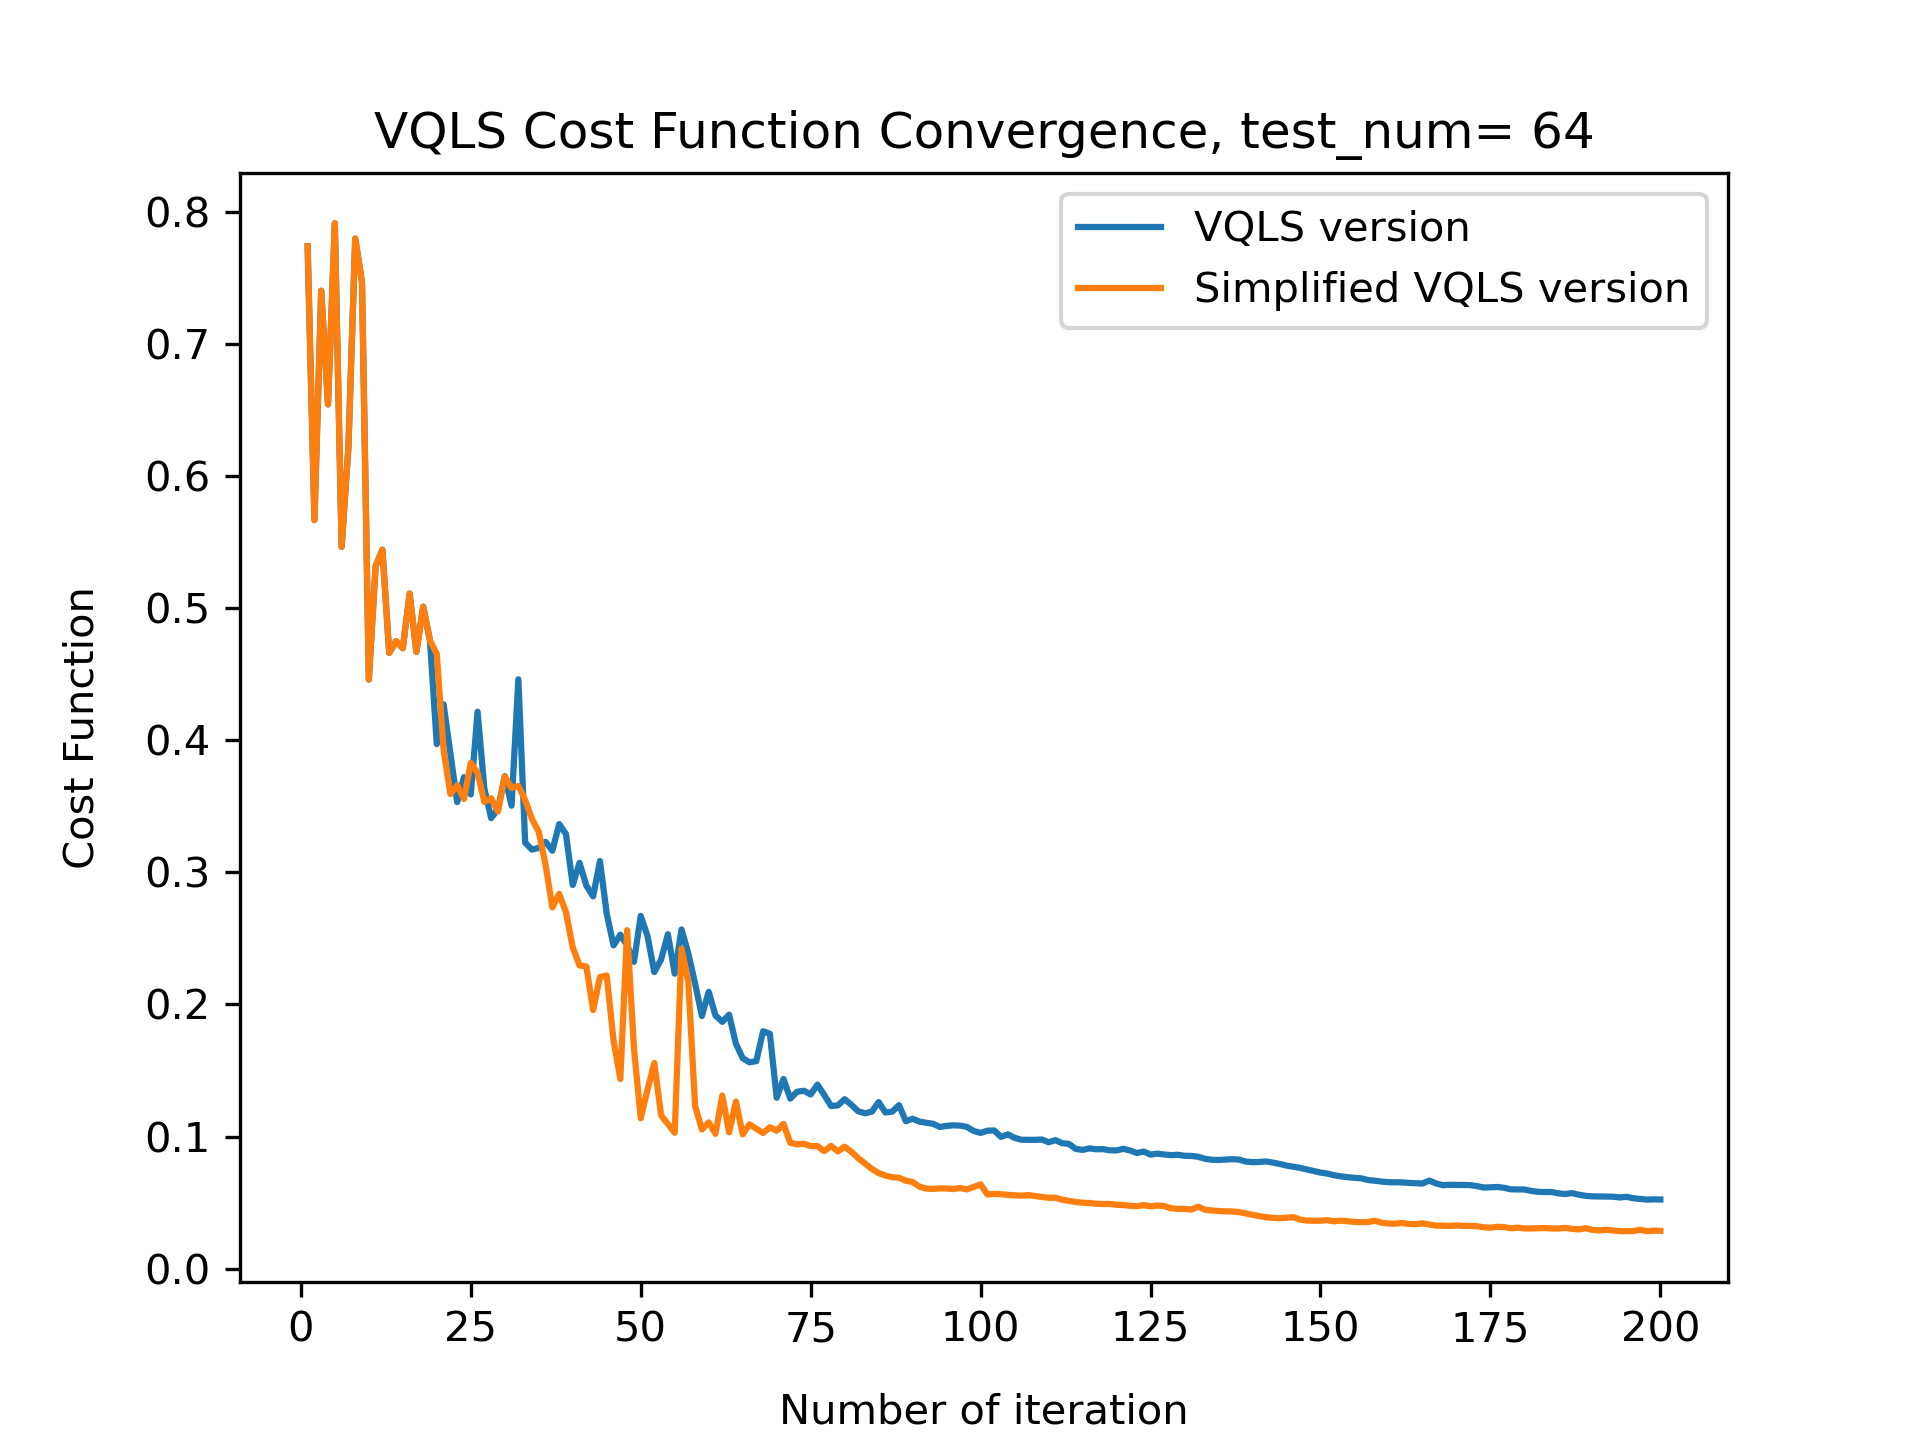 VQLS Cost Function Convergence, test_num= 64
VQLS version
Simplified VQLS version
Cost Function
0.8
0.7
0.6
0.5
0.4
0.3
0.2
0.1
0.0
0 25 50 75 100 125 150 175 200
Number of iteration